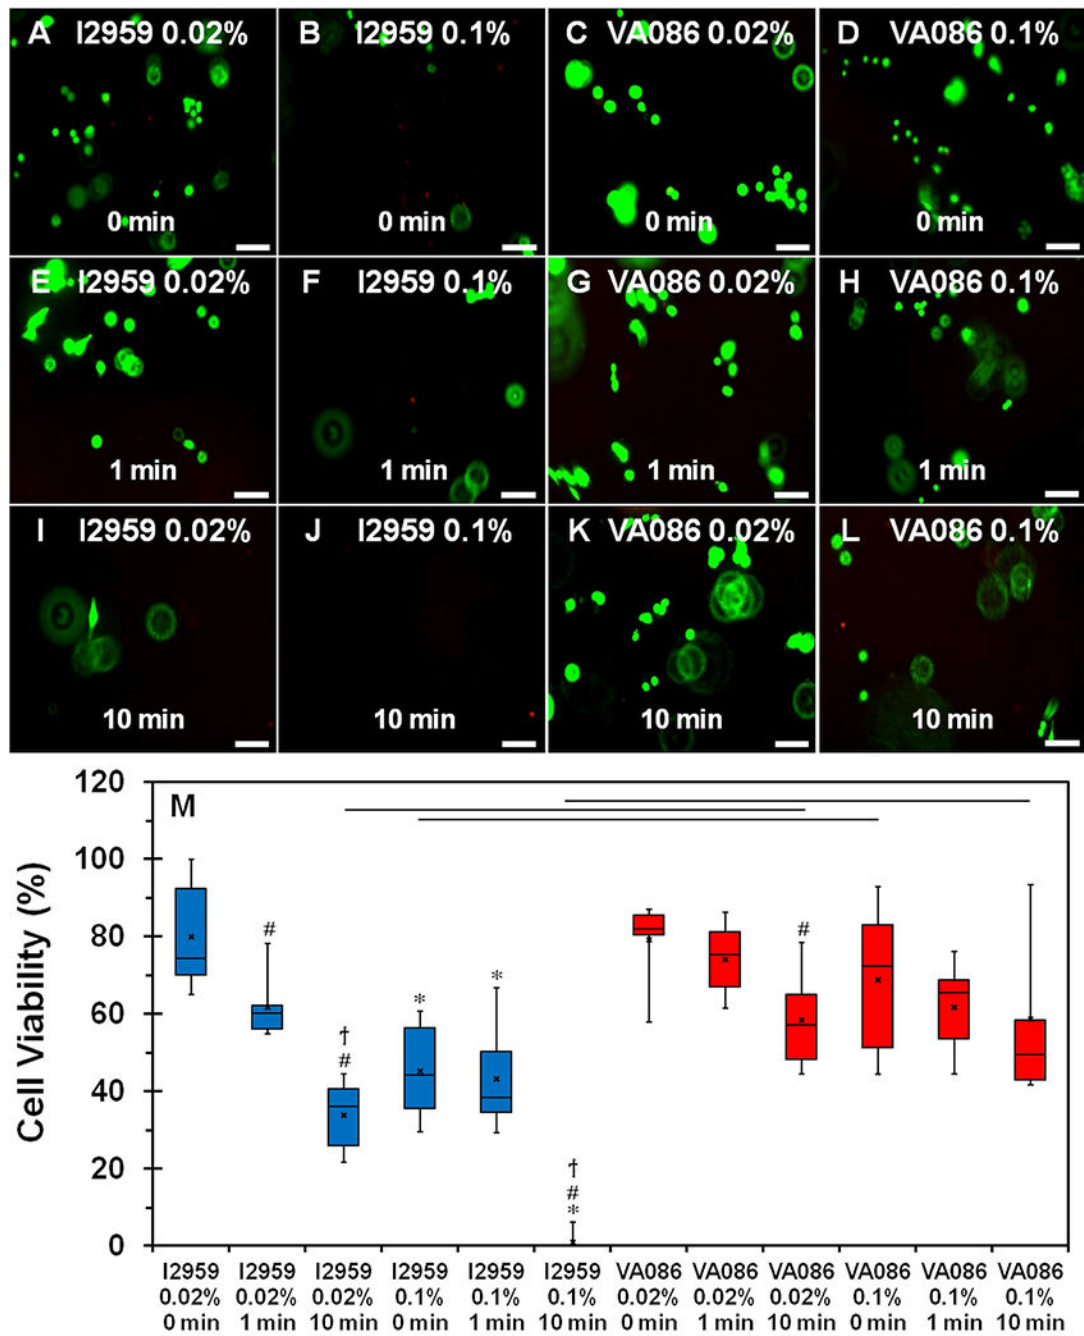 A I2959 0.02%
0 min
B I2959 0.1%
0 min
C VA086 0.02%
0 min
D VA086 0.1%
0 min
E I2959 0.02%
1 min
F I2959 0.1%
1 min
G VA086 0.02%
1 min
H VA086 0.1%
1 min
I I2959 0.02%
10 min
J I2959 0.1%
10 min
K VA086 0.02%
10 min
L VA086 0.1%
10 min
M
Cell Viability (%)
120
100
80
60
40
20
0
#
†
#
*
*
†
#
*
#
I2959
0.02%
0 min
I2959
0.02%
1 min
I2959
0.02%
10 min
I2959
0.1%
0 min
I2959
0.1%
1 min
I2959
0.1%
10 min
VA086
0.02%
0 min
VA086
0.02%
1 min
VA086
0.02%
10 min
VA086
0.1%
0 min
VA086
0.1%
1 min
VA086
0.1%
10 min